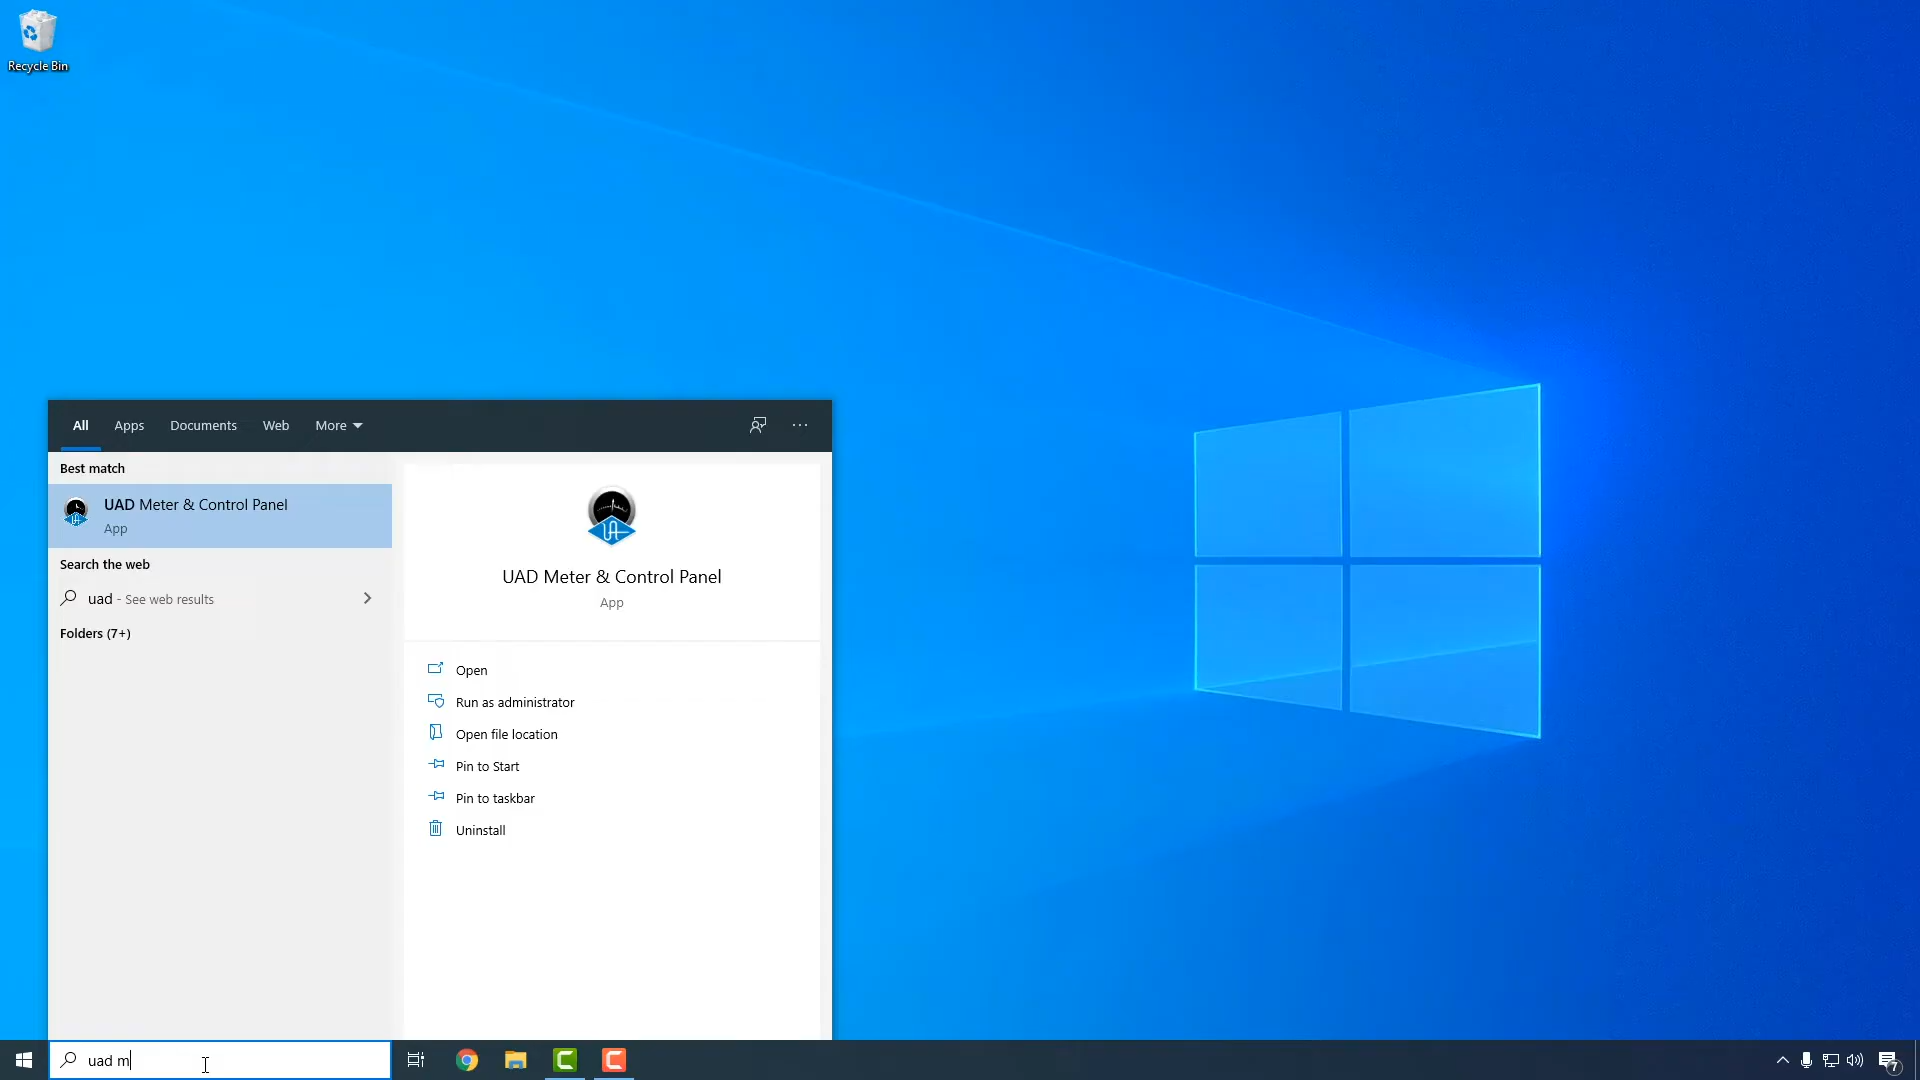 Recycle Bin
All Apps Documents Web More
Best match
UAD Meter & Control Panel
App
Search the web
uad - See web results
Folders (7+)
UAD Meter & Control Panel
App
Open
Run as administrator
Open file location
Pin to Start
Pin to taskbar
Uninstall
uad m
7